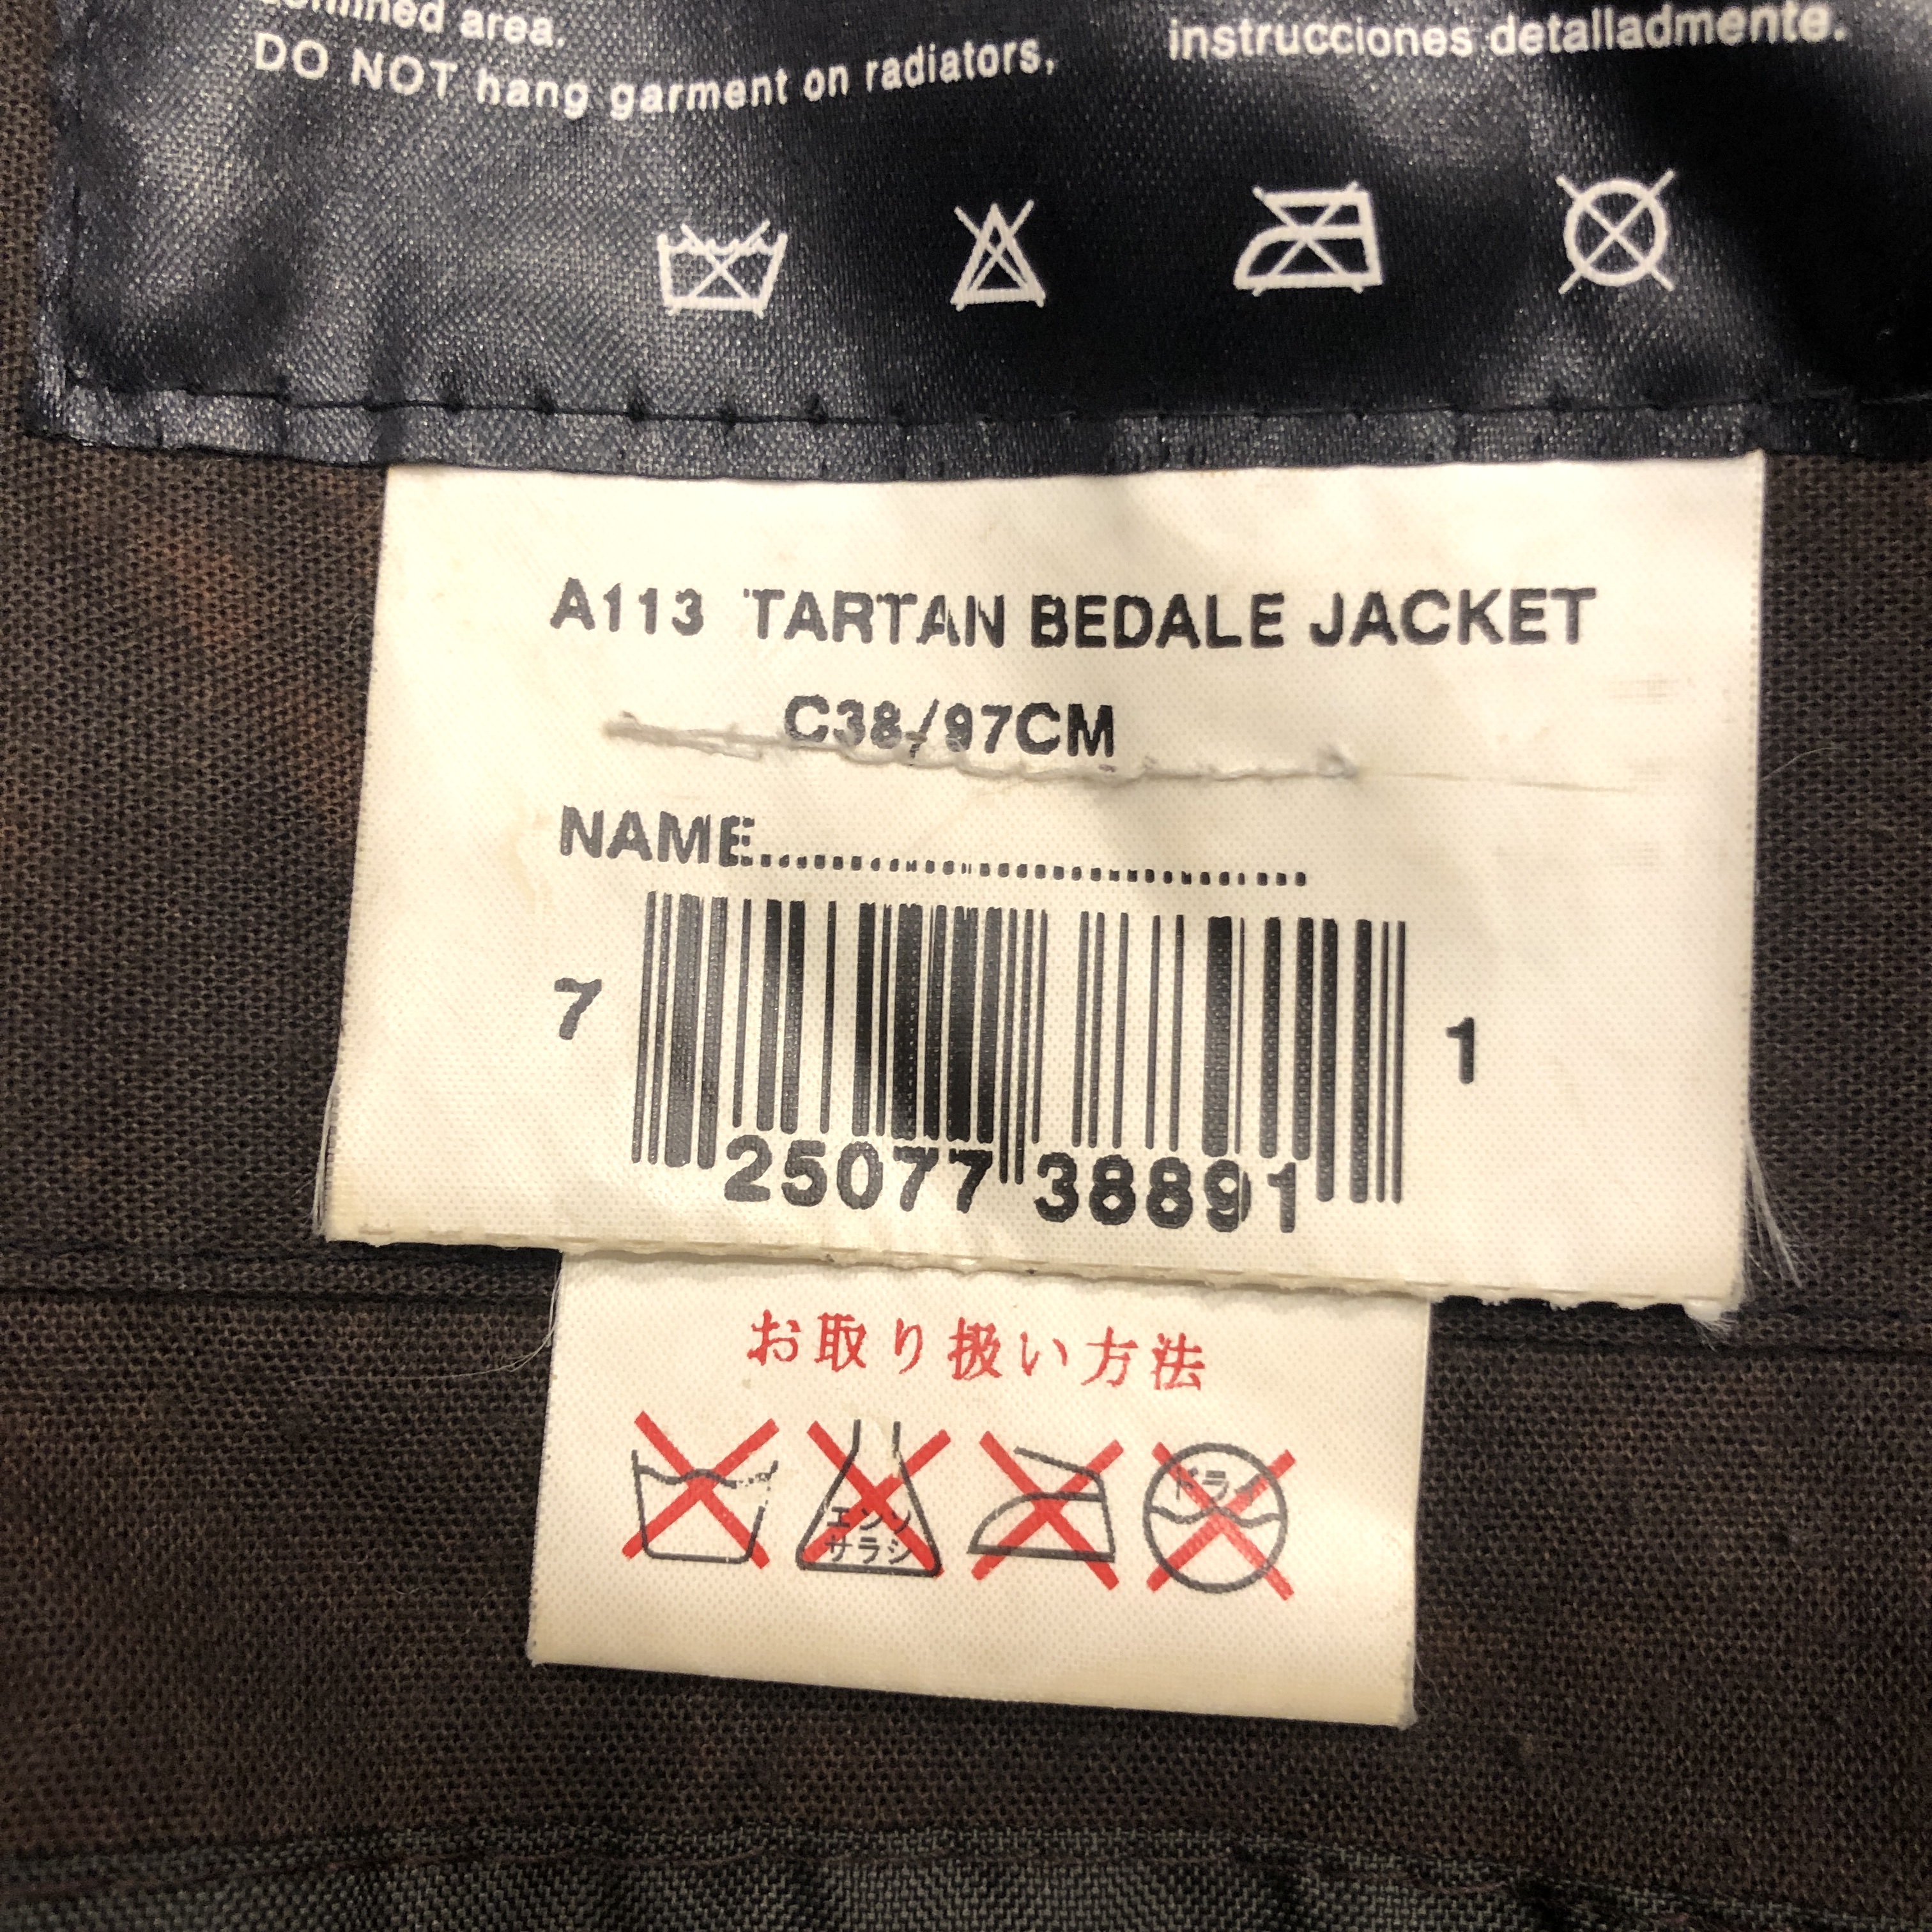 area.
DO NOT hang garment on radiators,
instrucciones detalladmente.
A113 TARTAN BEDALE JACKET
C38/97CM
NAME......................................
7 25077 38891 1
お取り扱い方法
エンソ
サラシ
ドライ